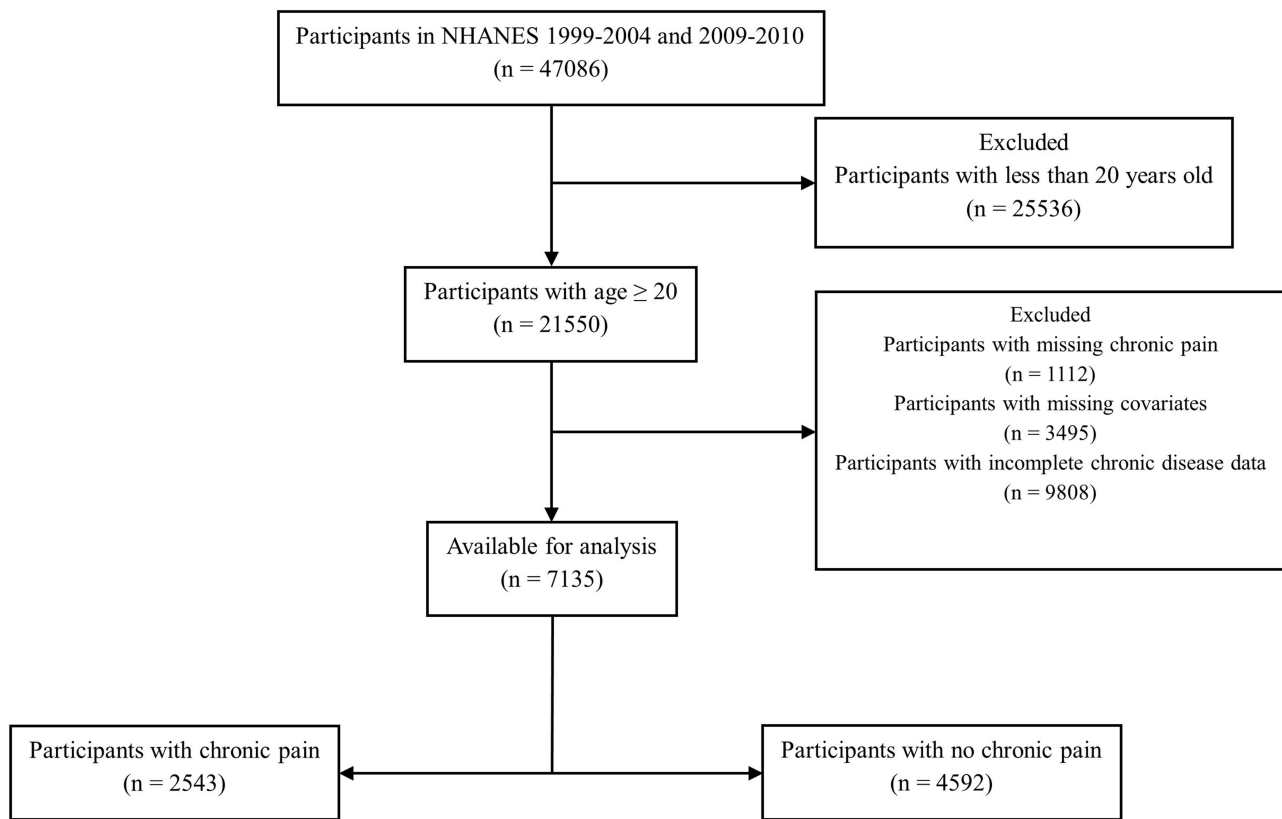 Participants in NHANES 1999-2004 and 2009-2010
(n = 47086)
Excluded
Participants with less than 20 years old
(n = 25536)
Participants with age ≥ 20
(n = 21550)
Excluded
Participants with missing chronic pain
(n = 1112)
Participants with missing covariates
(n = 3495)
Participants with incomplete chronic disease data
(n = 9808)
Available for analysis
(n = 7135)
Participants with chronic pain
(n = 2543)
Participants with no chronic pain
(n = 4592)